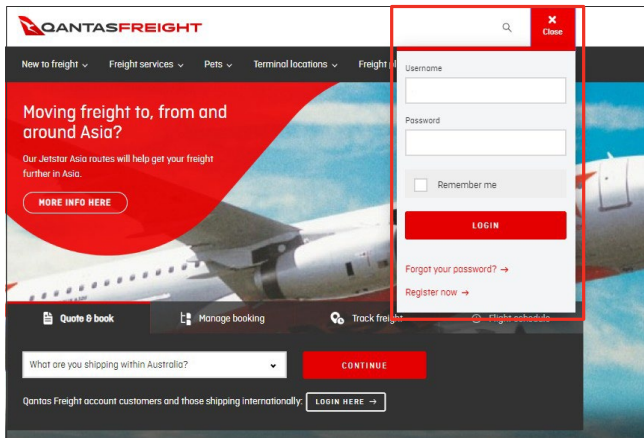 QANTASFREIGHT
Close
New to freight
Freight services
Pets
Terminal locations
Freight pl
Username
Password
Remember me
LOGIN
Forgot your password? →
Register now →
Moving freight to, from and
around Asia?
Our Jetstar Asia routes will help get your freight
further in Asia.
MORE INFO HERE
Quote & book
Manage booking
Track freight
Flight schedule
What are you shipping within Australia?
CONTINUE
Qantas Freight account customers and those shipping internationally:
LOGIN HERE →